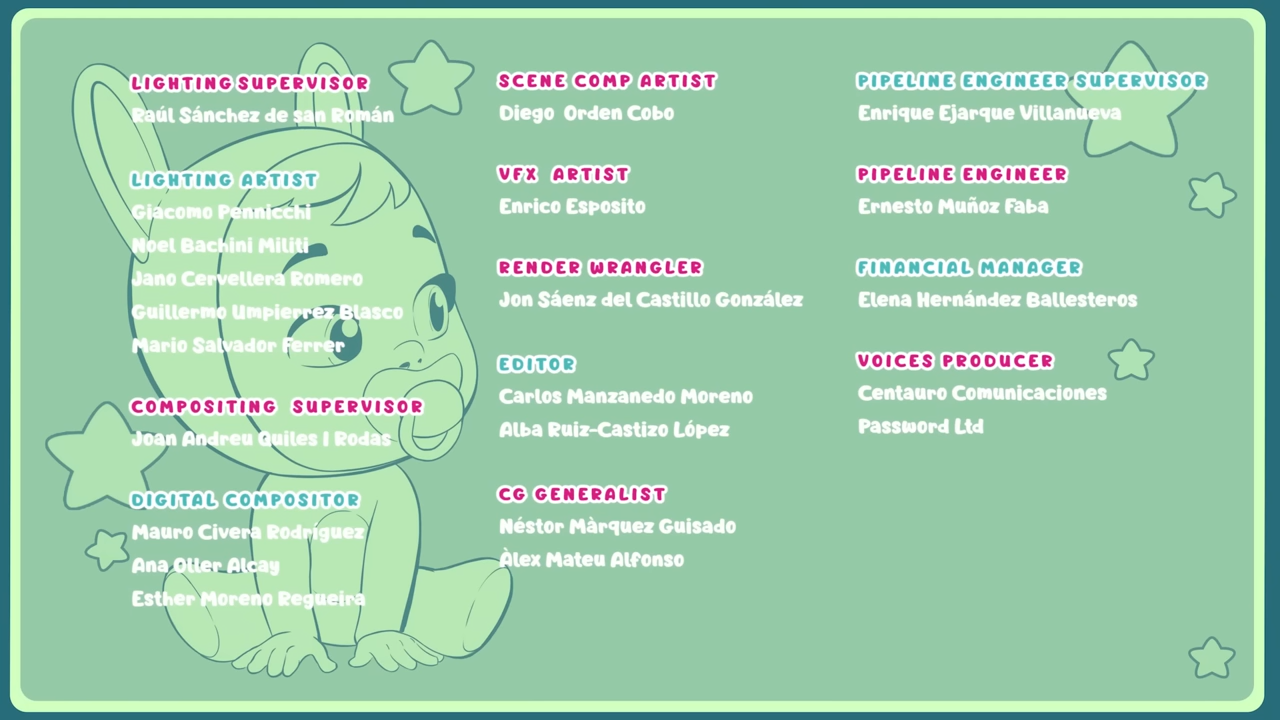 LIGHTING SUPERVISOR
Raúl Sánchez de san Román
LIGHTING ARTIST
Giacomo Pennicchi
Noel Bachini Militi
Jano Cervellera Romero
Guillermo Umpierrez Blasco
Mario Salvador Ferrer
COMPOSITING SUPERVISOR
Joan Andreu Quiles I Rodas
DIGITAL COMPOSITOR
Mauro Civera Rodríguez
Ana Oller Alcay
Esther Moreno Regueira
SCENE COMP ARTIST
Diego Orden Cobo
VFX ARTIST
Enrico Esposito
RENDER WRANGLER
Jon Sáenz del Castillo González
EDITOR
Carlos Manzanedo Moreno
Alba Ruiz-Castizo López
CG GENERALIST
Néstor Màrquez Guisado
Àlex Mateu Alfonso
PIPELINE ENGINEER SUPERVISOR
Enrique Ejarque Villanueva
PIPELINE ENGINEER
Ernesto Muñoz Faba
FINANCIAL MANAGER
Elena Hernández Ballesteros
VOICES PRODUCER
Centauro Comunicaciones
Password Ltd